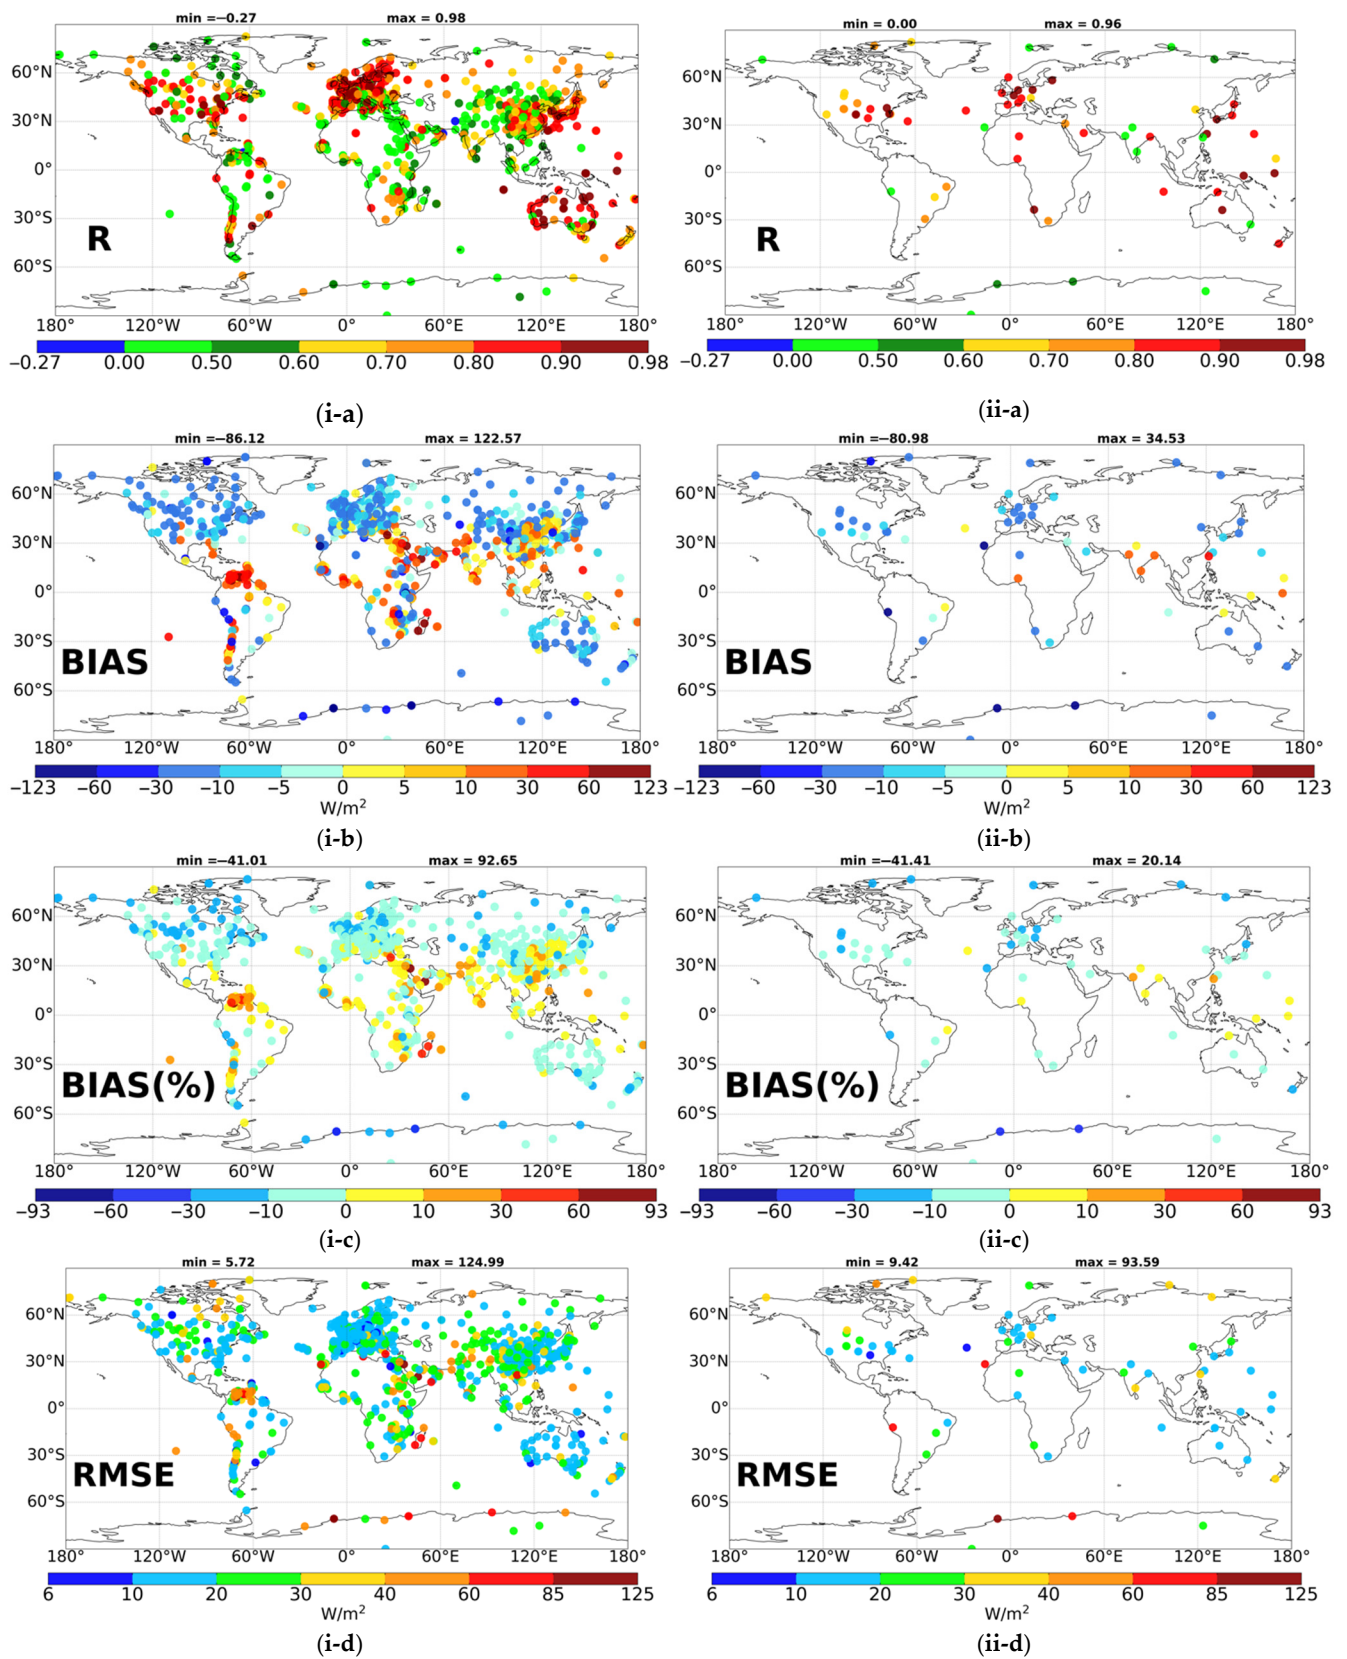 min =−0.27 max = 0.98
60°N
30°N
0°
30°S
60°S
R
180° 120°W 60°W 0° 60°E 120°E 180°
−0.27 0.00 0.50 0.60 0.70 0.80 0.90 0.98
(i-a)
min = 0.00 max = 0.96
60°N
30°N
0°
30°S
60°S
R
180° 120°W 60°W 0° 60°E 120°E 180°
−0.27 0.00 0.50 0.60 0.70 0.80 0.90 0.98
(ii-a)
min =−86.12 max = 122.57
60°N
30°N
0°
30°S
BIAS
60°S
180° 120°W 60°W 0° 60°E 120°E 180°
−123 −60 −30 −10 −5 0 5 10 30 60 123
W/m²
(i-b)
min =−80.98 max = 34.53
60°N
30°N
0°
30°S
BIAS
60°S
180° 120°W 60°W 0° 60°E 120°E 180°
−123 −60 −30 −10 −5 0 5 10 30 60 123
W/m²
(ii-b)
min =−41.01 max = 92.65
60°N
30°N
0°
30°S
BIAS(%)
60°S
180° 120°W 60°W 0° 60°E 120°E 180°
−93 −60 −30 −10 0 10 30 60 93
(i-c)
min =−41.41 max = 20.14
60°N
30°N
0°
30°S
BIAS(%)
60°S
180° 120°W 60°W 0° 60°E 120°E 180°
−93 −60 −30 −10 0 10 30 60 93
(ii-c)
min = 5.72 max = 124.99
60°N
30°N
0°
30°S
RMSE
60°S
180° 120°W 60°W 0° 60°E 120°E 180°
6 10 20 30 40 60 85 125
W/m²
(i-d)
min = 9.42 max = 93.59
60°N
30°N
0°
30°S
RMSE
60°S
180° 120°W 60°W 0° 60°E 120°E 180°
6 10 20 30 40 60 85 125
W/m²
(ii-d)